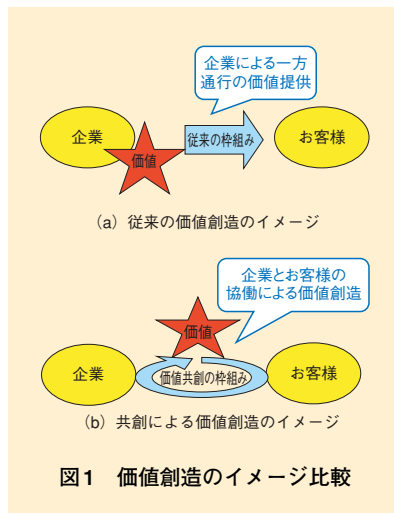 企業による一方
通行の価値提供
企業
価値
従来の枠組み
お客様
（a）従来の価値創造のイメージ
企業とお客様の
協働による価値創造
価値
企業
価値共創の枠組み
お客様
（b）共創による価値創造のイメージ
図1　価値創造のイメージ比較